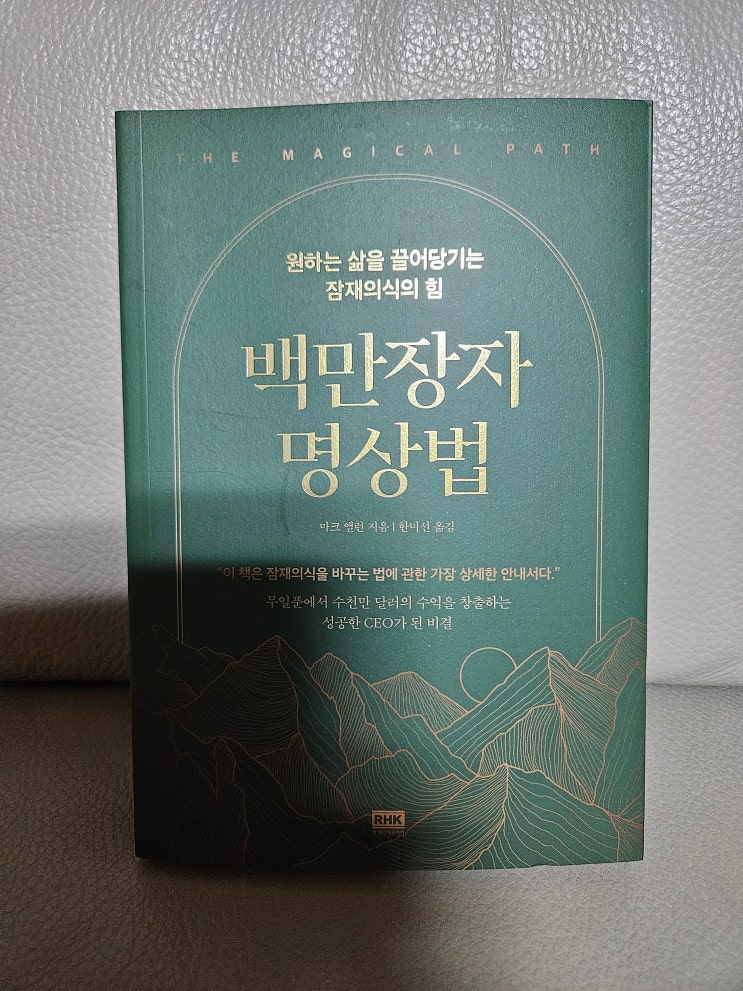 THE MAGICAL PATH
원하는 삶을 끌어당기는
잠재의식의 힘
백만장자
명상법
마크 앨런 지음 | 한미선 옮김
“이 책은 잠재의식을 바꾸는 법에 관한 가장 상세한 안내서다.”
무일푼에서 수천만 달러의 수익을 창출하는
성공한 CEO가 된 비결
RHK